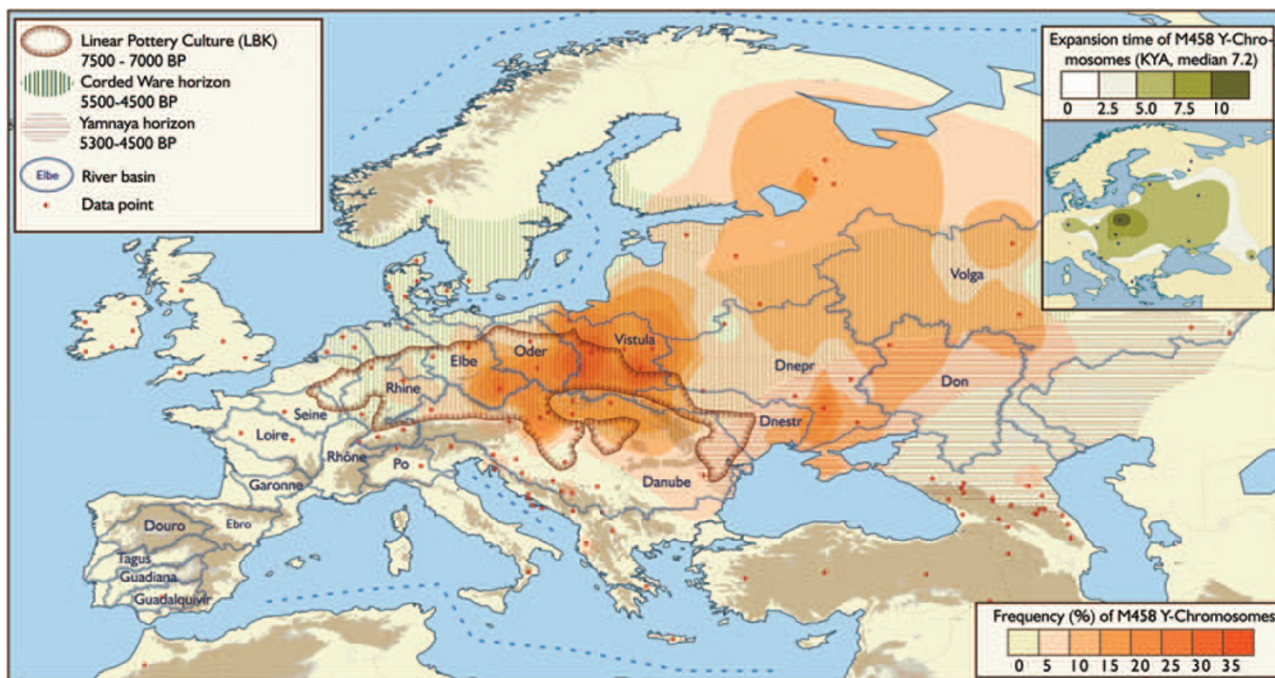 Linear Pottery Culture (LBK)
7500 - 7000 BP
Corded Ware horizon
5500-4500 BP
Yamnaya horizon
5300-4500 BP
Elbe
River basin
Data point
Expansion time of M458 Y-Chro-
mosomes (KYA, median 7.2)
0 2.5 5.0 7.5 10
Volga
Vistula
Oder
Elbe
Dnepr
Rhine
Don
Seine
Dnestr
Loire
Rhône
Po
Danube
Garonne
Douro
Ebro
Tagus
Guadiana
Guadalquivir
Frequency (%) of M458 Y-Chromosomes
0 5 10 15 20 25 30 35